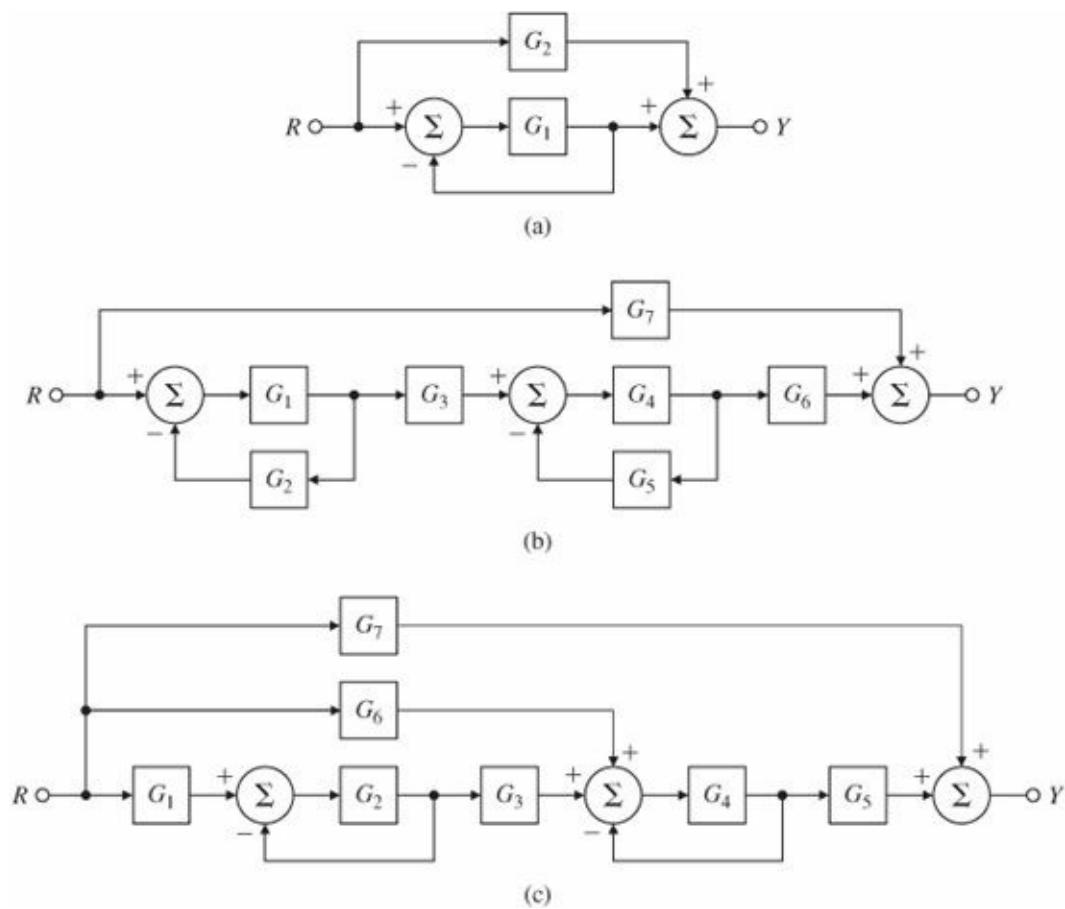 G₂
+
R + Σ G₁ + Σ Y
−
(a)
G₇
+
R + Σ G₁ G₃ + Σ G₄ G₆ + Σ Y
− −
G₂ G₅
(b)
G₇
G₆
+ +
R G₁ + Σ G₂ G₃ + Σ G₄ G₅ + Σ Y
− −
(c)